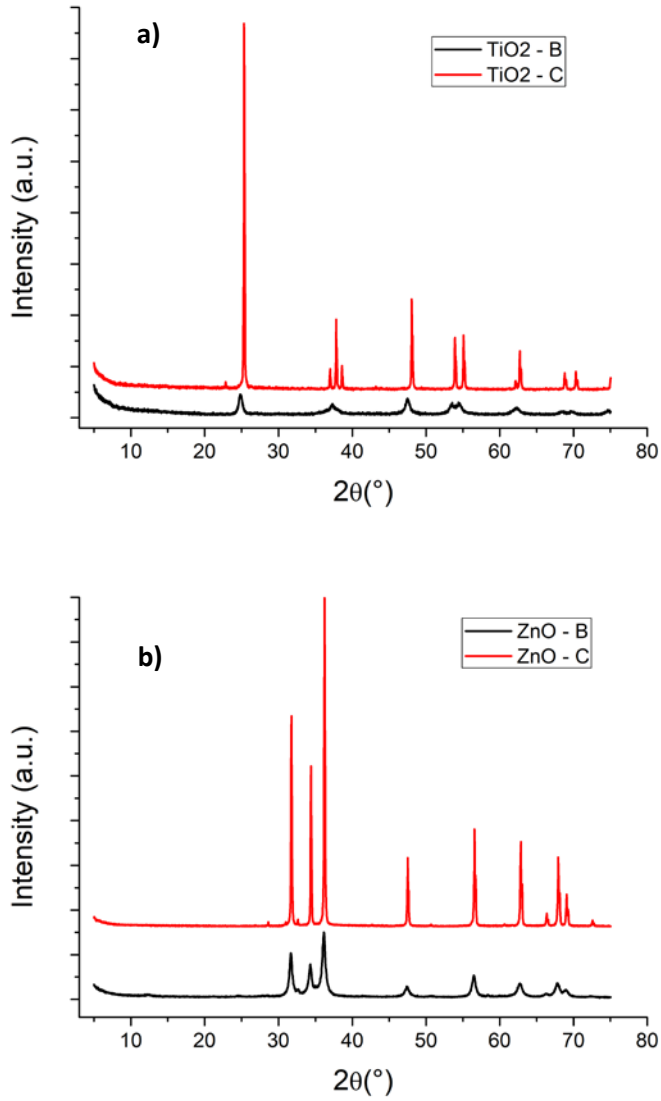 a)
TiO2 - B
TiO2 - C
Intensity (a.u.)
10 20 30 40 50 60 70 80
2θ(°)
b)
ZnO - B
ZnO - C
Intensity (a.u.)
10 20 30 40 50 60 70 80
2θ(°)